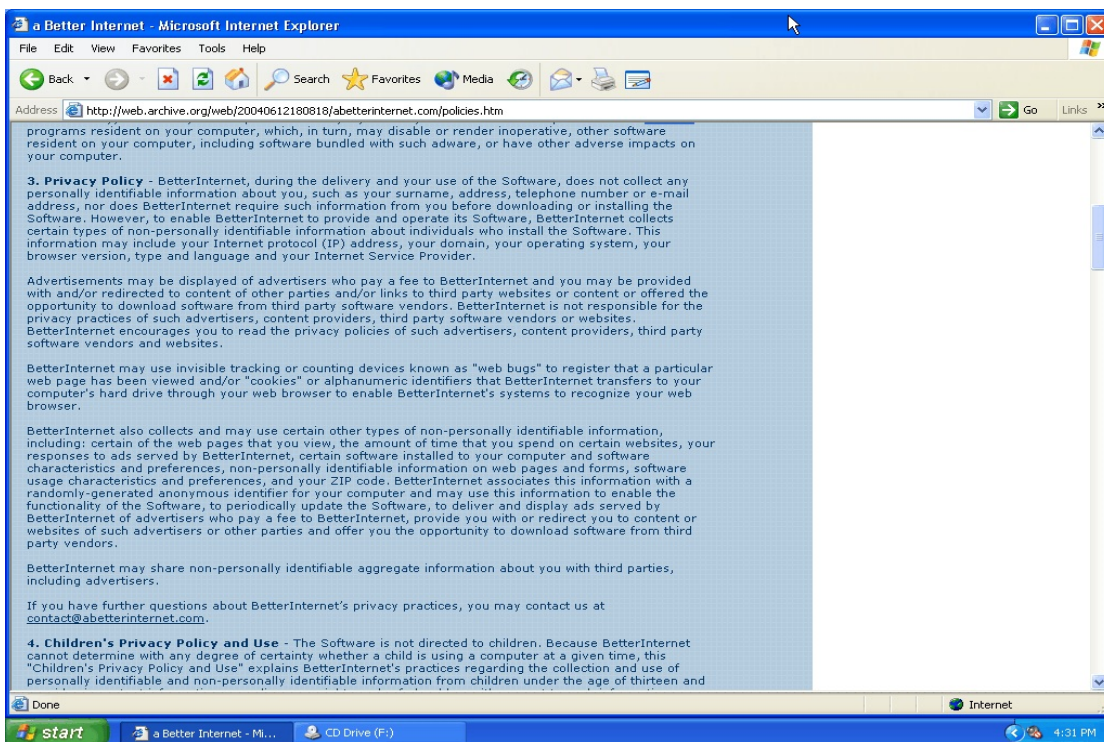 a Better Internet - Microsoft Internet Explorer
File Edit View Favorites Tools Help
Back Search Favorites Media
Address http://web.archive.org/web/20040612180818/abetterinternet.com/policies.htm Go Links
programs resident on your computer, which, in turn, may disable or render inoperative, other software
resident on your computer, including software bundled with such adware, or have other adverse impacts on
your computer.
3. Privacy Policy - BetterInternet, during the delivery and your use of the Software, does not collect any
personally identifiable information about you, such as your surname, address, telephone number or e-mail
address, nor does BetterInternet require such information from you before downloading or installing the
Software. However, to enable BetterInternet to provide and operate its Software, BetterInternet collects
certain types of non-personally identifiable information about individuals who install the Software. This
information may include your Internet protocol (IP) address, your domain, your operating system, your
browser version, type and language and your Internet Service Provider.
Advertisements may be displayed of advertisers who pay a fee to BetterInternet and you may be provided
with and/or redirected to content of other parties and/or links to third party websites or content or offered the
opportunity to download software from third party software vendors. BetterInternet is not responsible for the
privacy practices of such advertisers, content providers, third party software vendors or websites.
BetterInternet encourages you to read the privacy policies of such advertisers, content providers, third party
software vendors and websites.
BetterInternet may use invisible tracking or counting devices known as "web bugs" to register that a particular
web page has been viewed and/or "cookies" or alphanumeric identifiers that BetterInternet transfers to your
computer's hard drive through your web browser to enable BetterInternet's systems to recognize your web
browser.
BetterInternet also collects and may use certain other types of non-personally identifiable information,
including: certain of the web pages that you view, the amount of time that you spend on certain websites, your
responses to ads served by BetterInternet, certain software installed to your computer and software
characteristics and preferences, non-personally identifiable information on web pages and forms, software
usage characteristics and preferences, and your ZIP code. BetterInternet associates this information with a
randomly-generated anonymous identifier for your computer and may use this information to enable the
functionality of the Software, to periodically update the Software, to deliver and display ads served by
BetterInternet of advertisers who pay a fee to BetterInternet, provide you with or redirect you to content or
websites of such advertisers or other parties and offer you the opportunity to download software from third
party vendors.
BetterInternet may share non-personally identifiable aggregate information about you with third parties,
including advertisers.
If you have further questions about BetterInternet's privacy practices, you may contact us at
contact@abetterinternet.com.
4. Children's Privacy Policy and Use - The Software is not directed to children. Because BetterInternet
cannot determine with any degree of certainty whether a child is using a computer at a given time, this
"Children's Privacy Policy and Use" explains BetterInternet's practices regarding the collection and use of
personally identifiable and non-personally identifiable information from children under the age of thirteen and
Done Internet
start a Better Internet - Mi... CD Drive (F:) 4:31 PM